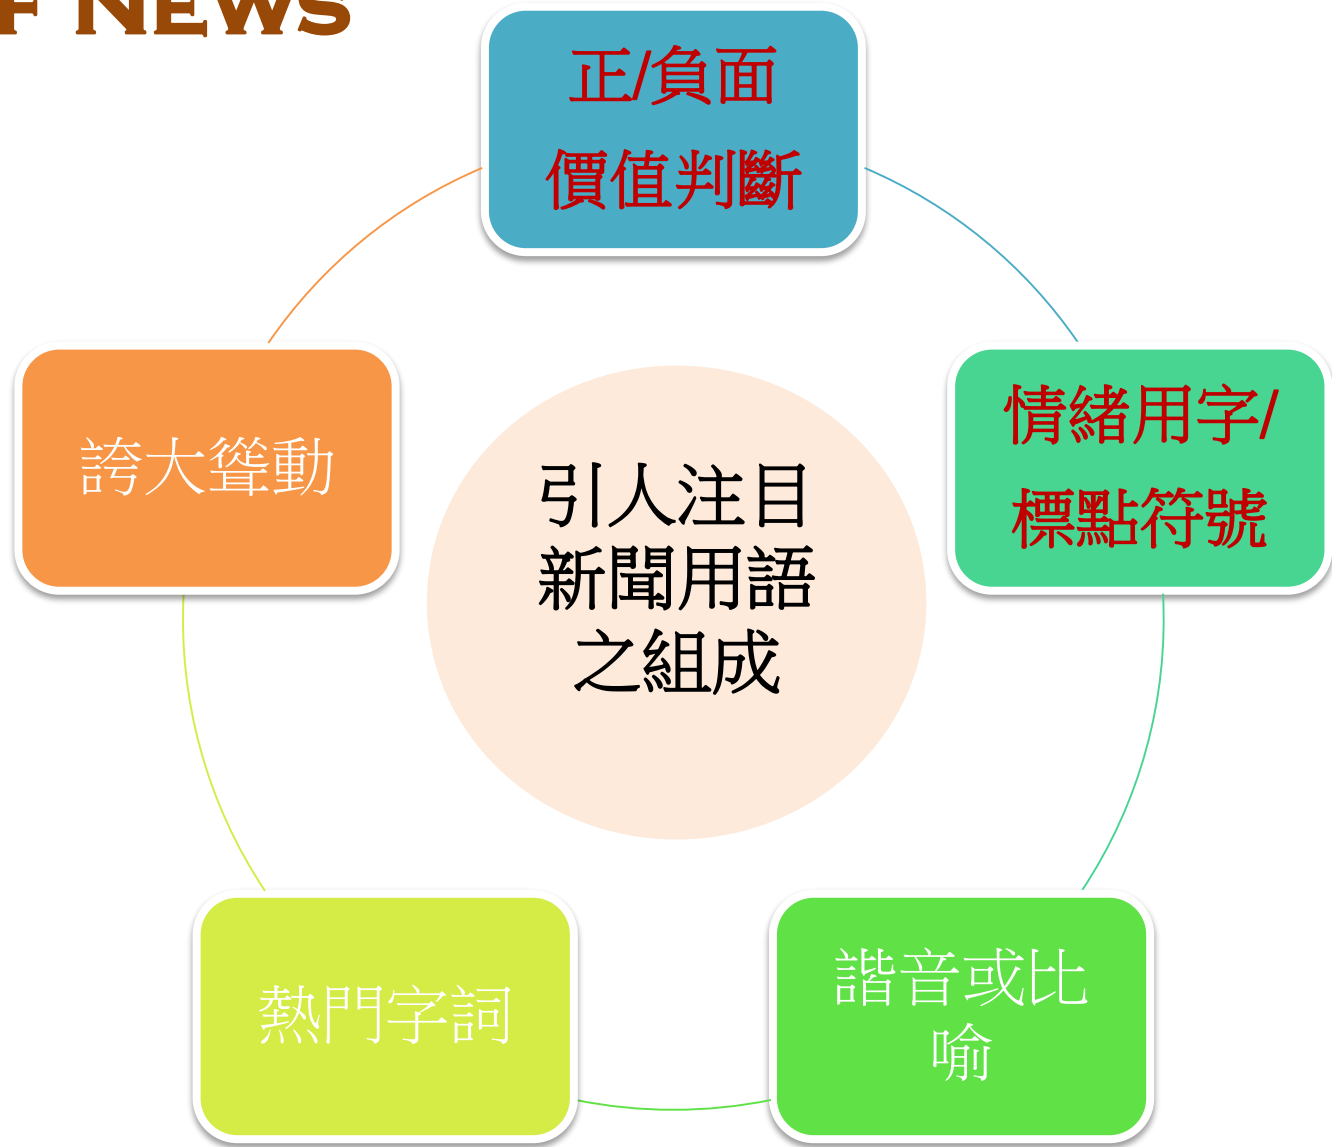 F NEWS
正/負面
價值判斷
情緒用字/
標點符號
諧音或比
喻
熱門字詞
誇大聳動
引人注目
新聞用語
之組成